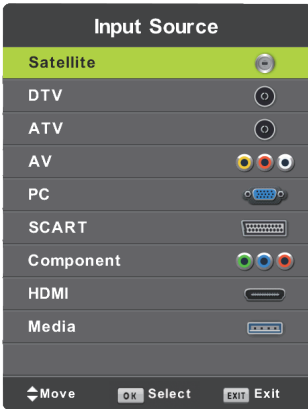 Input Source
Satellite
DTV
ATV
AV
PC
SCART
Component
HDMI
Media
Move OK Select EXIT Exit